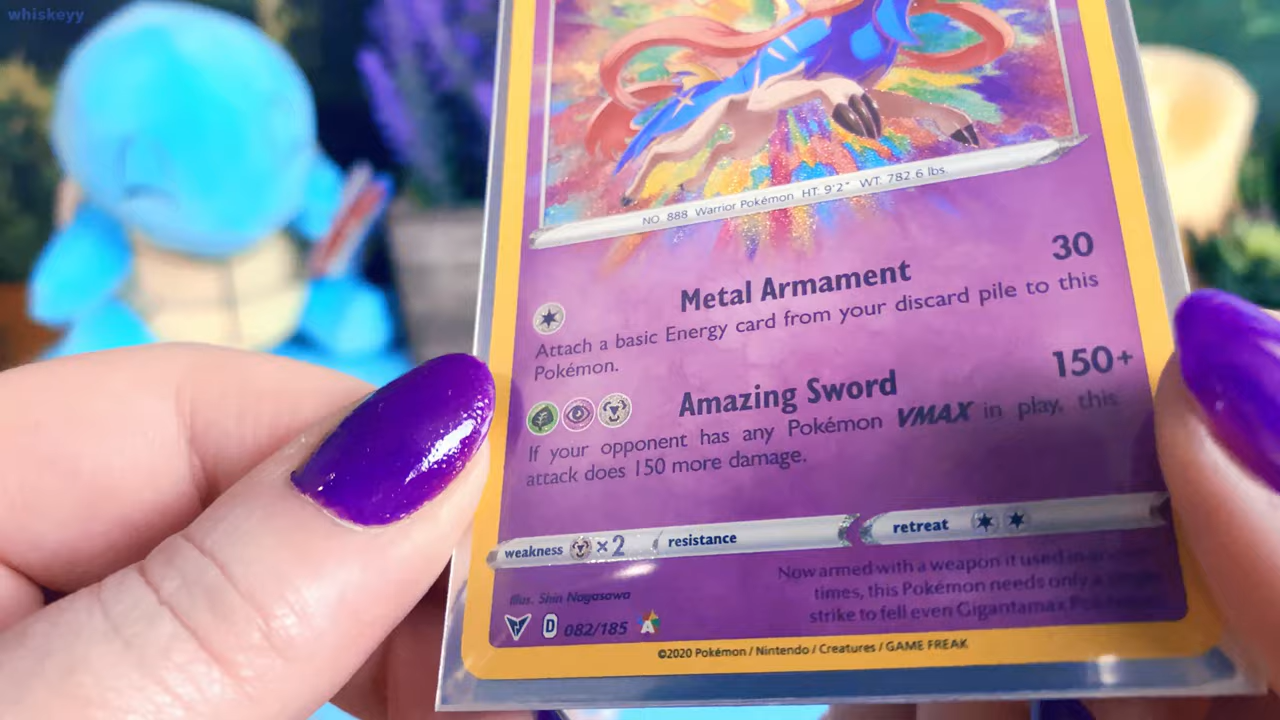 whiskeyy
NO. 888 Warrior Pokémon HT: 9'2" WT: 782.6 lbs.
Metal Armament 30
Attach a basic Energy card from your discard pile to this
Pokémon.
Amazing Sword 150+
If your opponent has any Pokémon VMAX in play, this
attack does 150 more damage.
weakness ×2 resistance retreat
Now armed with a weapon it used in
times, this Pokémon needs only a
strike to fell even Gigantamax
Illus. Shin Nagasawa
D 082/185 A
©2020 Pokémon / Nintendo / Creatures / GAME FREAK